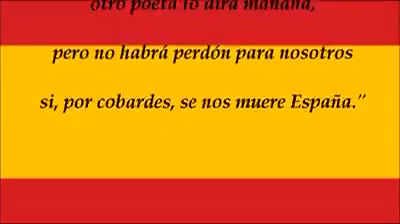 otro poeta lo dirá mañana,
pero no habrá perdón para nosotros
si, por cobardes, se nos muere España."